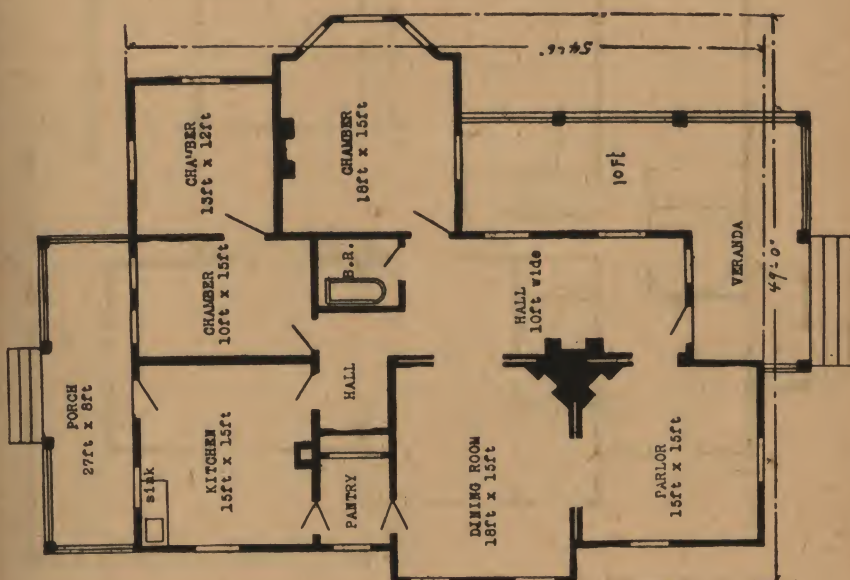 54'-6"
CHAMBER
13ft x 12ft
CHAMBER
18ft x 15ft
10Ft
VERANDA
49'-0"
CHAMBER
10ft x 15ft
B.R.
HALL
10ft wide
HALL
PORCH
27ft x 8ft
sink
KITCHEN
15ft x 15ft
PANTRY
DINING ROOM
18ft x 15ft
PARLOR
15ft x 15ft